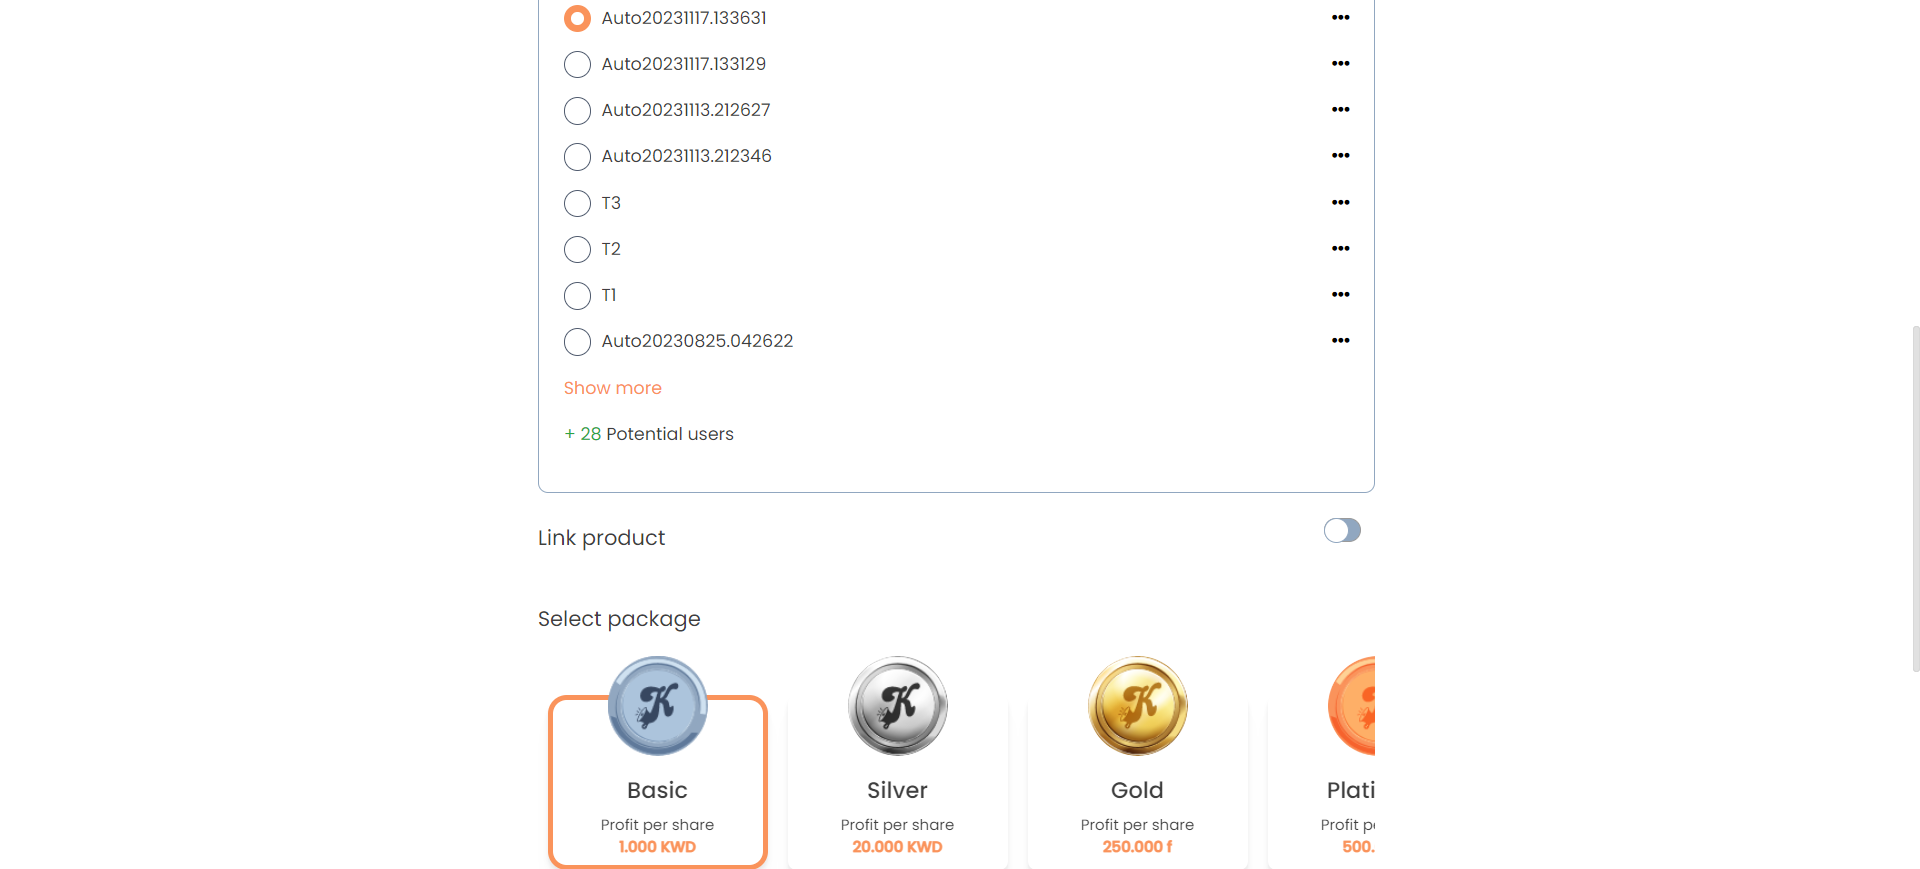 Auto20231117.133631
Auto20231117.133129
Auto20231113.212627
Auto20231113.212346
T3
T2
T1
Auto20230825.042622
Show more
+ 28 Potential users
Link product
Select package
K K K
Basic Silver Gold Plati
Profit per share Profit per share Profit per share Profit p
1.000 KWD 20.000 KWD 250.000 f 500.